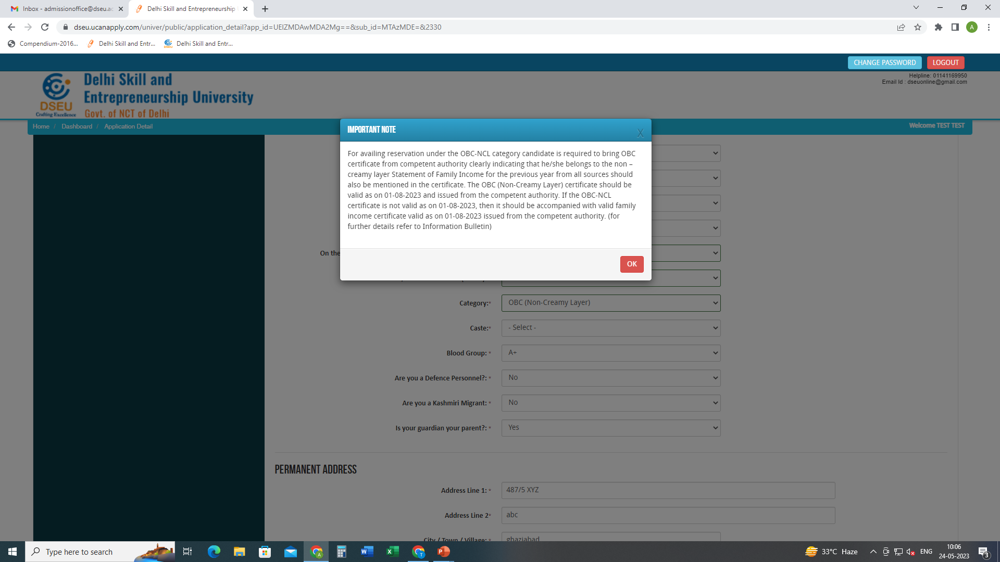 Inbox - admissionoffice@dseu.ac
Delhi Skill and Entrepreneurship
dseu.ucanapply.com/univer/public/application_detail?app_id=UEIZMDAwMDA2Mg==&sub_id=MTAzMDE=&2330
A
Compendium-2016...
Delhi Skill and Entr...
Delhi Skill and Entr...
CHANGE PASSWORD
LOGOUT
Helpline: 01141169950
Email Id : dseuonline@gmail.com
DSEU
Crafting Excellence
Delhi Skill and
Entrepreneurship University
Govt. of NCT of Delhi
Home / Dashboard / Application Detail
Welcome TEST TEST
IMPORTANT NOTE
X
For availing reservation under the OBC-NCL category candidate is required to bring OBC
certificate from competent authority clearly indicating that he/she belongs to the non –
creamy layer Statement of Family Income for the previous year from all sources should
also be mentioned in the certificate. The OBC (Non-Creamy Layer) certificate should be
valid as on 01-08-2023 and issued from the competent authority. If the OBC-NCL
certificate is not valid as on 01-08-2023, then it should be accompanied with valid family
income certificate valid as on 01-08-2023 issued from the competent authority. (for
further details refer to Information Bulletin)
OK
On the
Category:* OBC (Non-Creamy Layer)
Caste:* - Select -
Blood Group: * A+
Are you a Defence Personnel?: * No
Are you a Kashmiri Migrant: * No
Is your guardian your parent?: * Yes
PERMANENT ADDRESS
Address Line 1: * 487/5 XYZ
Address Line 2* abc
City / Town / Village: * ghaziabad
Type here to search
33°C Haze
ENG
10:06
24-05-2023
3